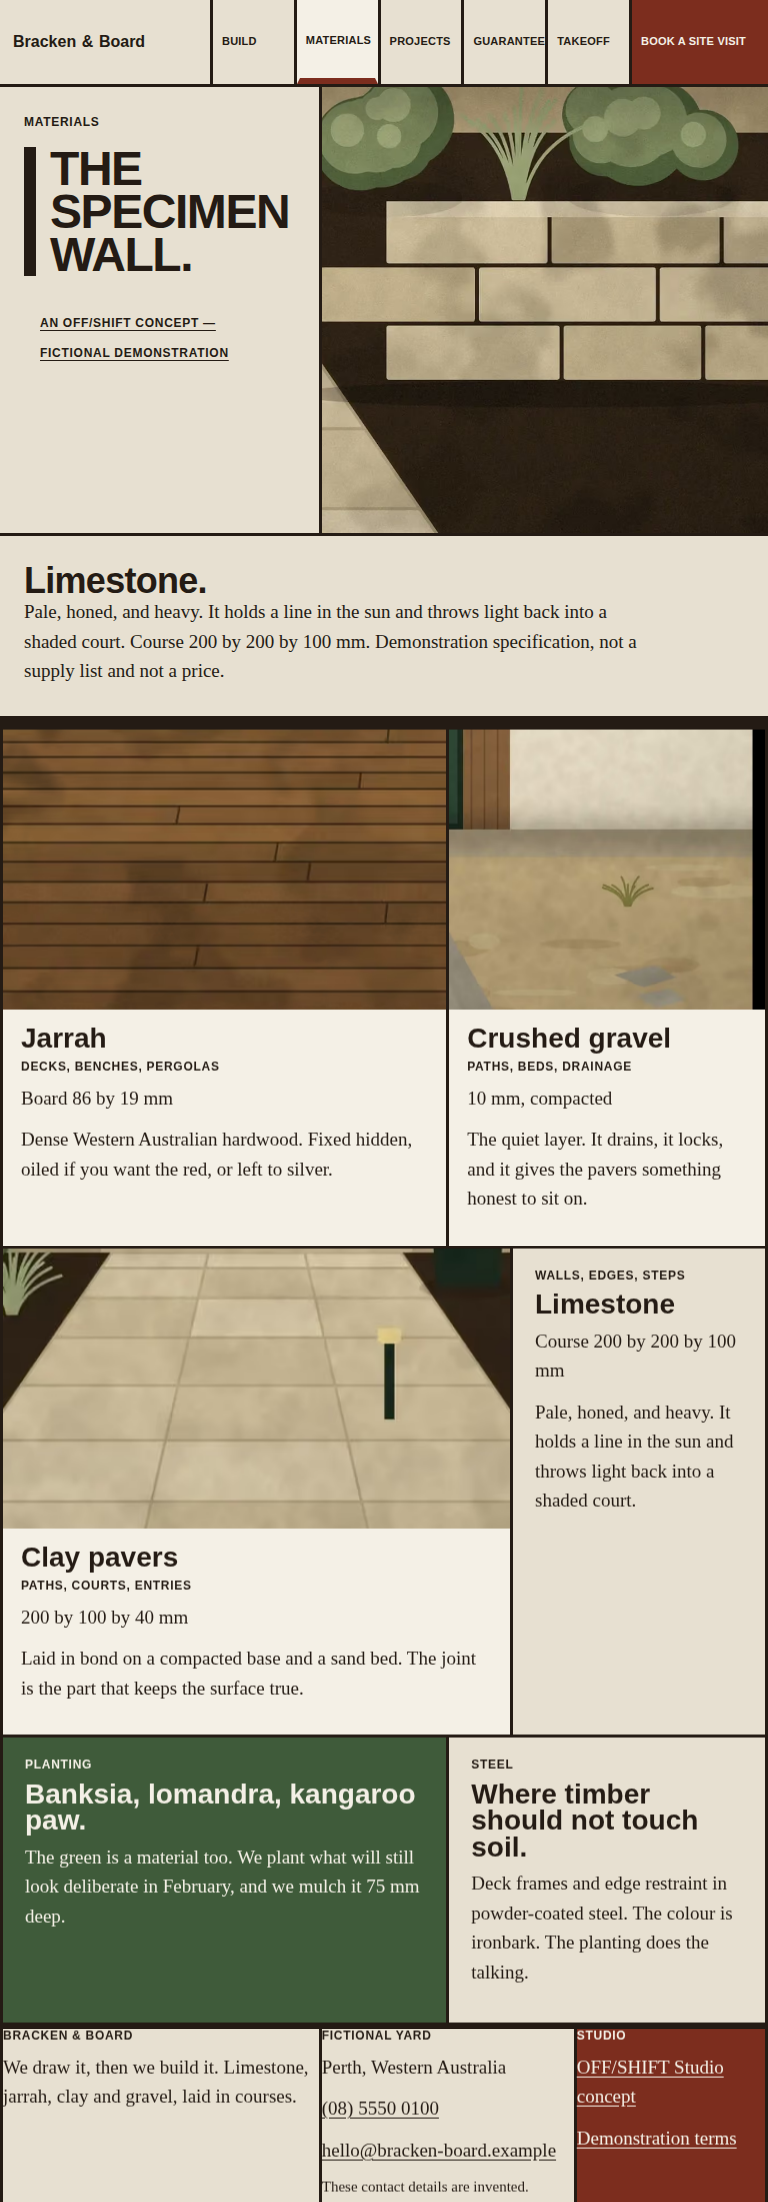 Bracken & Board
BUILD
MATERIALS
PROJECTS
GUARANTEE
TAKEOFF
BOOK A SITE VISIT
MATERIALS
THE
SPECIMEN
WALL.
AN OFF/SHIFT CONCEPT —
FICTIONAL DEMONSTRATION
Limestone.
Pale, honed, and heavy. It holds a line in the sun and throws light back into a
shaded court. Course 200 by 200 by 100 mm. Demonstration specification, not a
supply list and not a price.
Jarrah
DECKS, BENCHES, PERGOLAS
Board 86 by 19 mm
Dense Western Australian hardwood. Fixed hidden,
oiled if you want the red, or left to silver.
Crushed gravel
PATHS, BEDS, DRAINAGE
10 mm, compacted
The quiet layer. It drains, it locks,
and it gives the pavers something
honest to sit on.
Clay pavers
PATHS, COURTS, ENTRIES
200 by 100 by 40 mm
Laid in bond on a compacted base and a sand bed. The joint
is the part that keeps the surface true.
WALLS, EDGES, STEPS
Limestone
Course 200 by 200 by 100
mm
Pale, honed, and heavy. It
holds a line in the sun and
throws light back into a
shaded court.
PLANTING
Banksia, lomandra, kangaroo
paw.
The green is a material too. We plant what will still
look deliberate in February, and we mulch it 75 mm
deep.
STEEL
Where timber
should not touch
soil.
Deck frames and edge restraint in
powder-coated steel. The colour is
ironbark. The planting does the
talking.
BRACKEN & BOARD
We draw it, then we build it. Limestone,
jarrah, clay and gravel, laid in courses.
FICTIONAL YARD
Perth, Western Australia
(08) 5550 0100
hello@bracken-board.example
These contact details are invented.
STUDIO
OFF/SHIFT Studio
concept
Demonstration terms